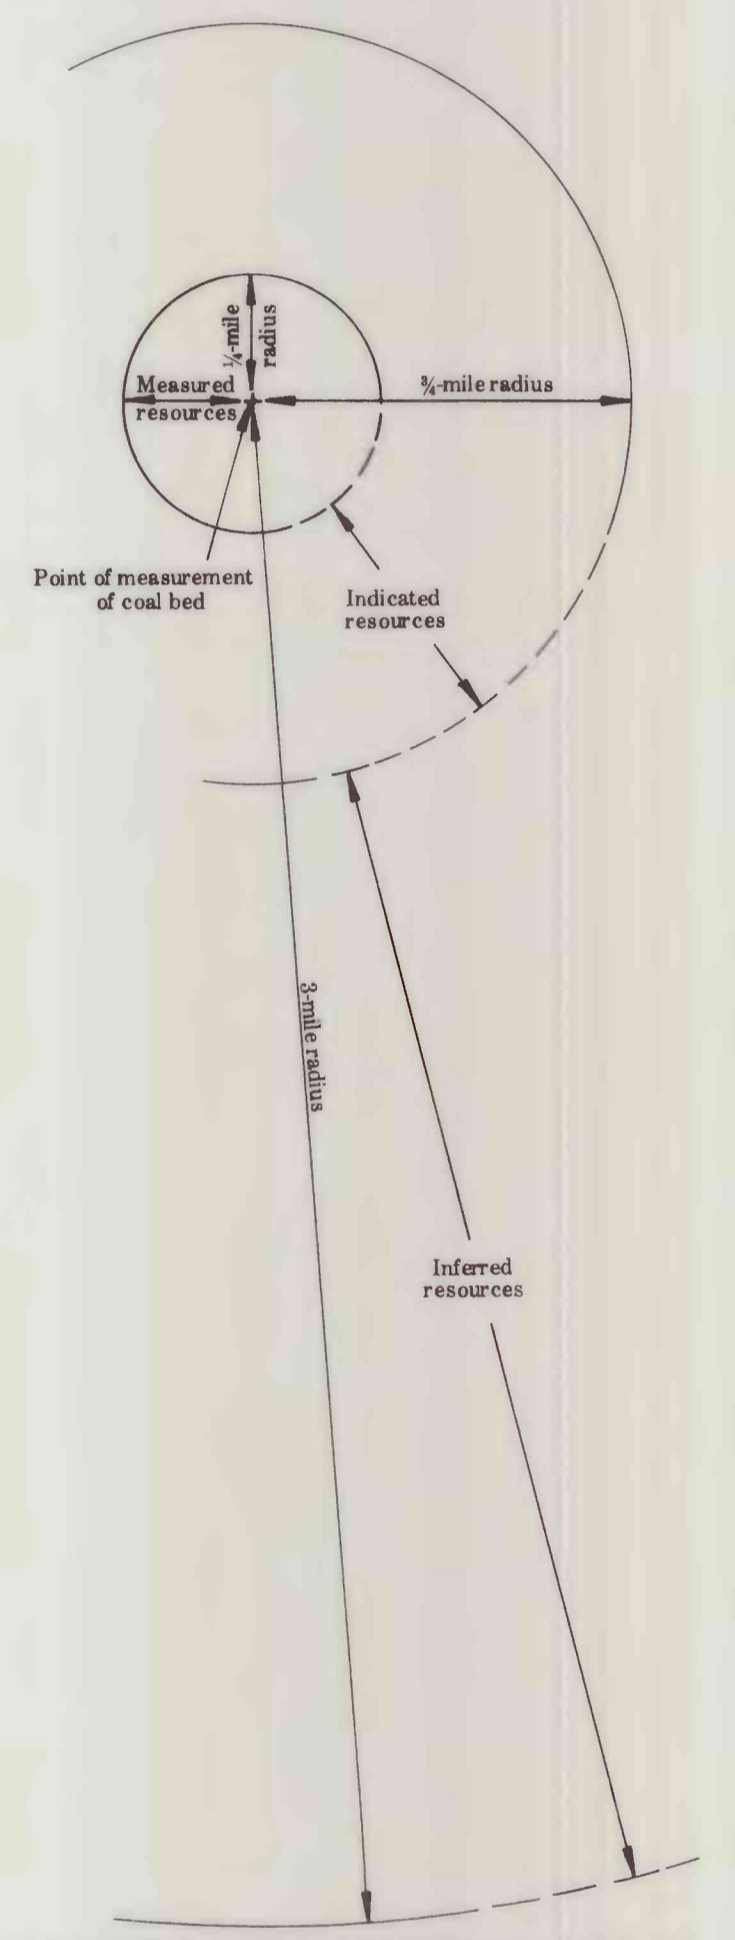 ¼-mile
radius
Measured
resources
¾-mile radius
Point of measurement
of coal bed
Indicated
resources
3-mile radius
Inferred
resources